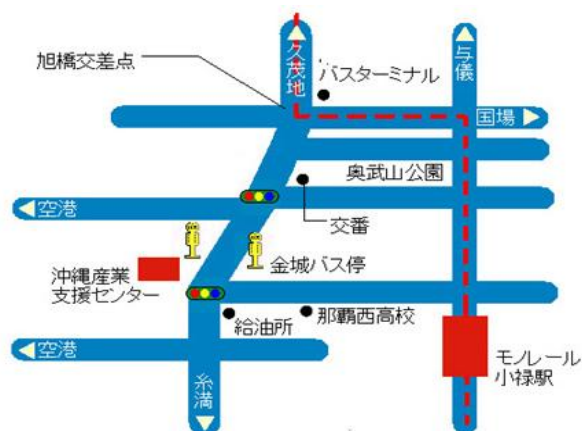 久茂地
与儀
旭橋交差点
バスターミナル
国場
奥武山公園
空港
交番
金城バス停
沖縄産業
支援センター
給油所
那覇西高校
空港
モノレール
小禄駅
糸満